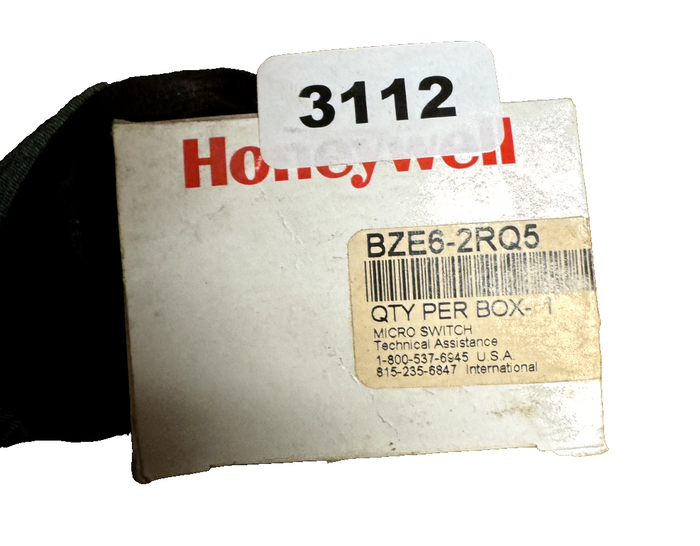 3112
Honeywell
BZE6-2RQ5
QTY PER BOX- 1
MICRO SWITCH
Technical Assistance
1-800-537-6945 U.S.A.
815-235-6847 International